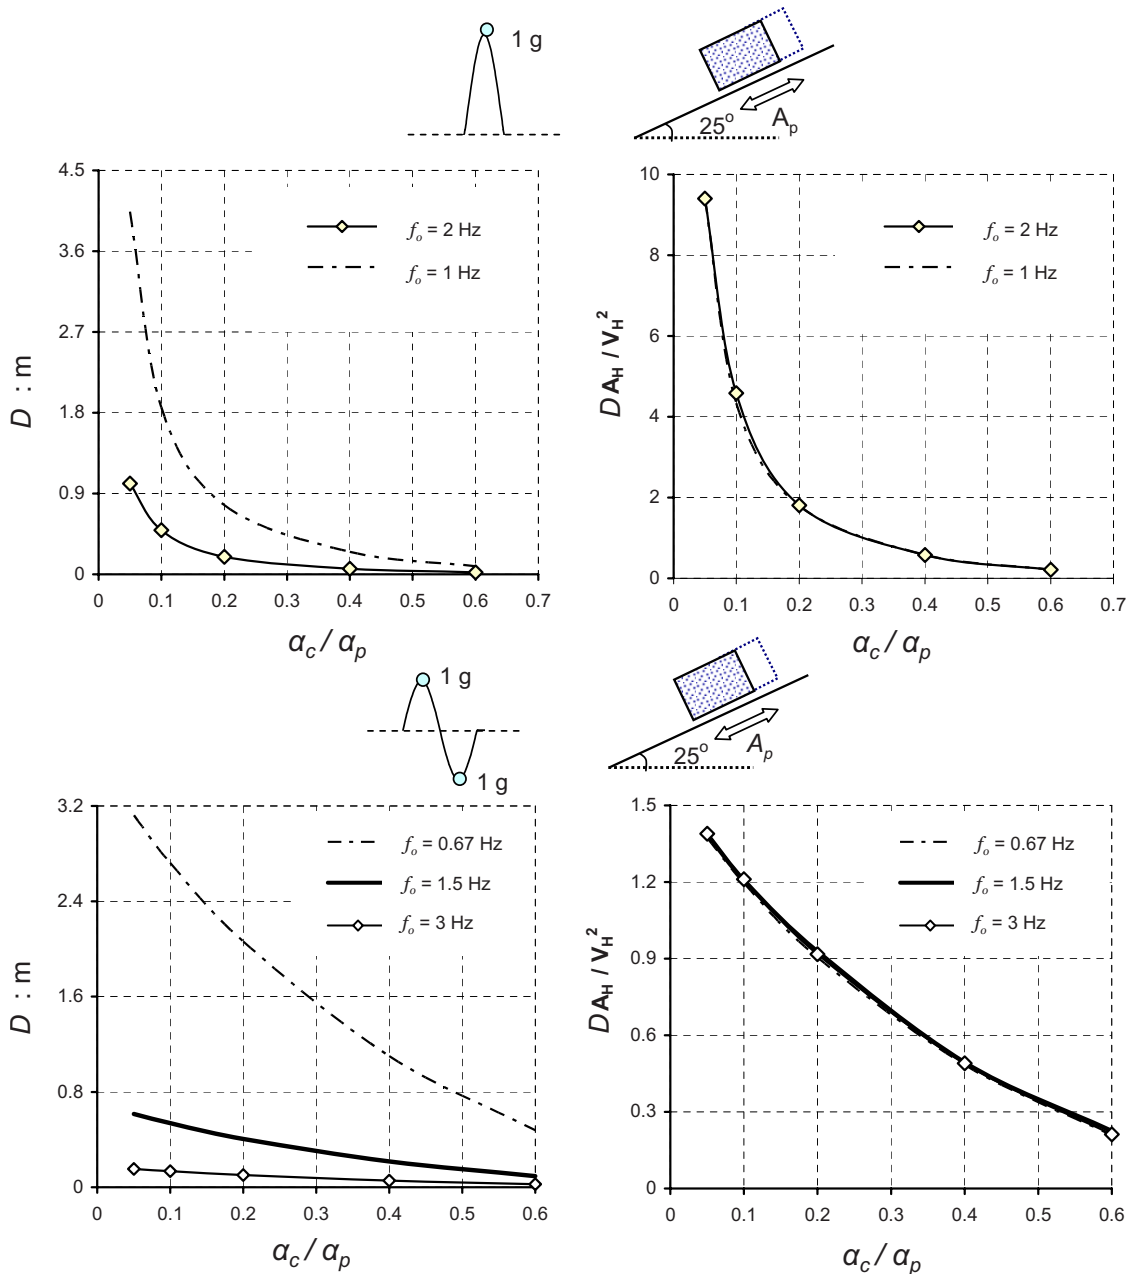 1 g
25° A_p
4.5
3.6
2.7
1.8
0.9
0
D : m
f_o = 2 Hz
f_o = 1 Hz
0 0.1 0.2 0.3 0.4 0.5 0.6 0.7
α_c / α_p
10
8
6
4
2
0
D A_H / V_H^2
f_o = 2 Hz
f_o = 1 Hz
0 0.1 0.2 0.3 0.4 0.5 0.6 0.7
α_c / α_p
1 g
1 g
25° A_p
3.2
2.4
1.6
0.8
0
D : m
f_o = 0.67 Hz
f_o = 1.5 Hz
f_o = 3 Hz
0 0.1 0.2 0.3 0.4 0.5 0.6
α_c / α_p
1.5
1.2
0.9
0.6
0.3
0
D A_H / V_H^2
f_o = 0.67 Hz
f_o = 1.5 Hz
f_o = 3 Hz
0 0.1 0.2 0.3 0.4 0.5 0.6
α_c / α_p